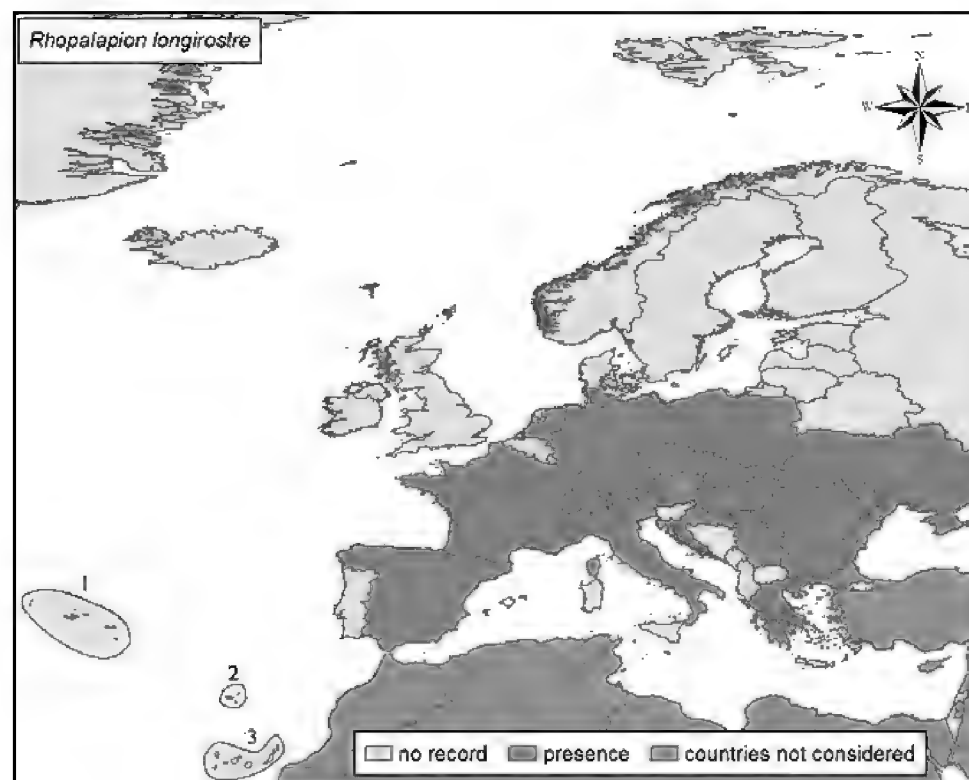 Rhopalapion longirostre
N
W E
S
1
2
3
no record presence countries not considered